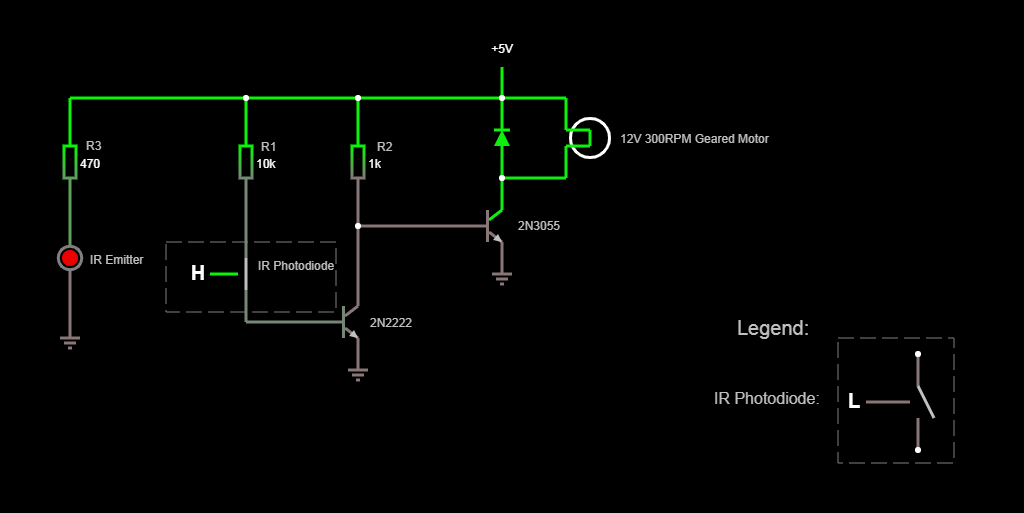 +5V
12V 300RPM Geared Motor
R3
470
R1
10k
R2
1k
2N3055
IR Emitter
H
IR Photodiode
2N2222
Legend:
IR Photodiode:
L